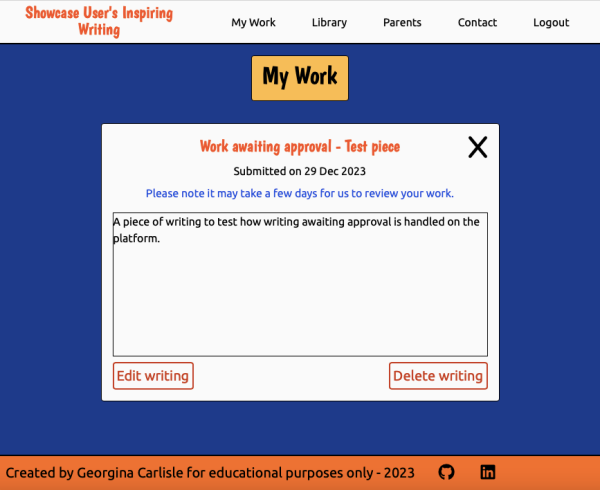 Showcase User's Inspiring
Writing
My Work
Library
Parents
Contact
Logout
My Work
Work awaiting approval - Test piece
Submitted on 29 Dec 2023
Please note it may take a few days for us to review your work.
A piece of writing to test how writing awaiting approval is handled on the
platform.
Edit writing
Delete writing
Created by Georgina Carlisle for educational purposes only - 2023